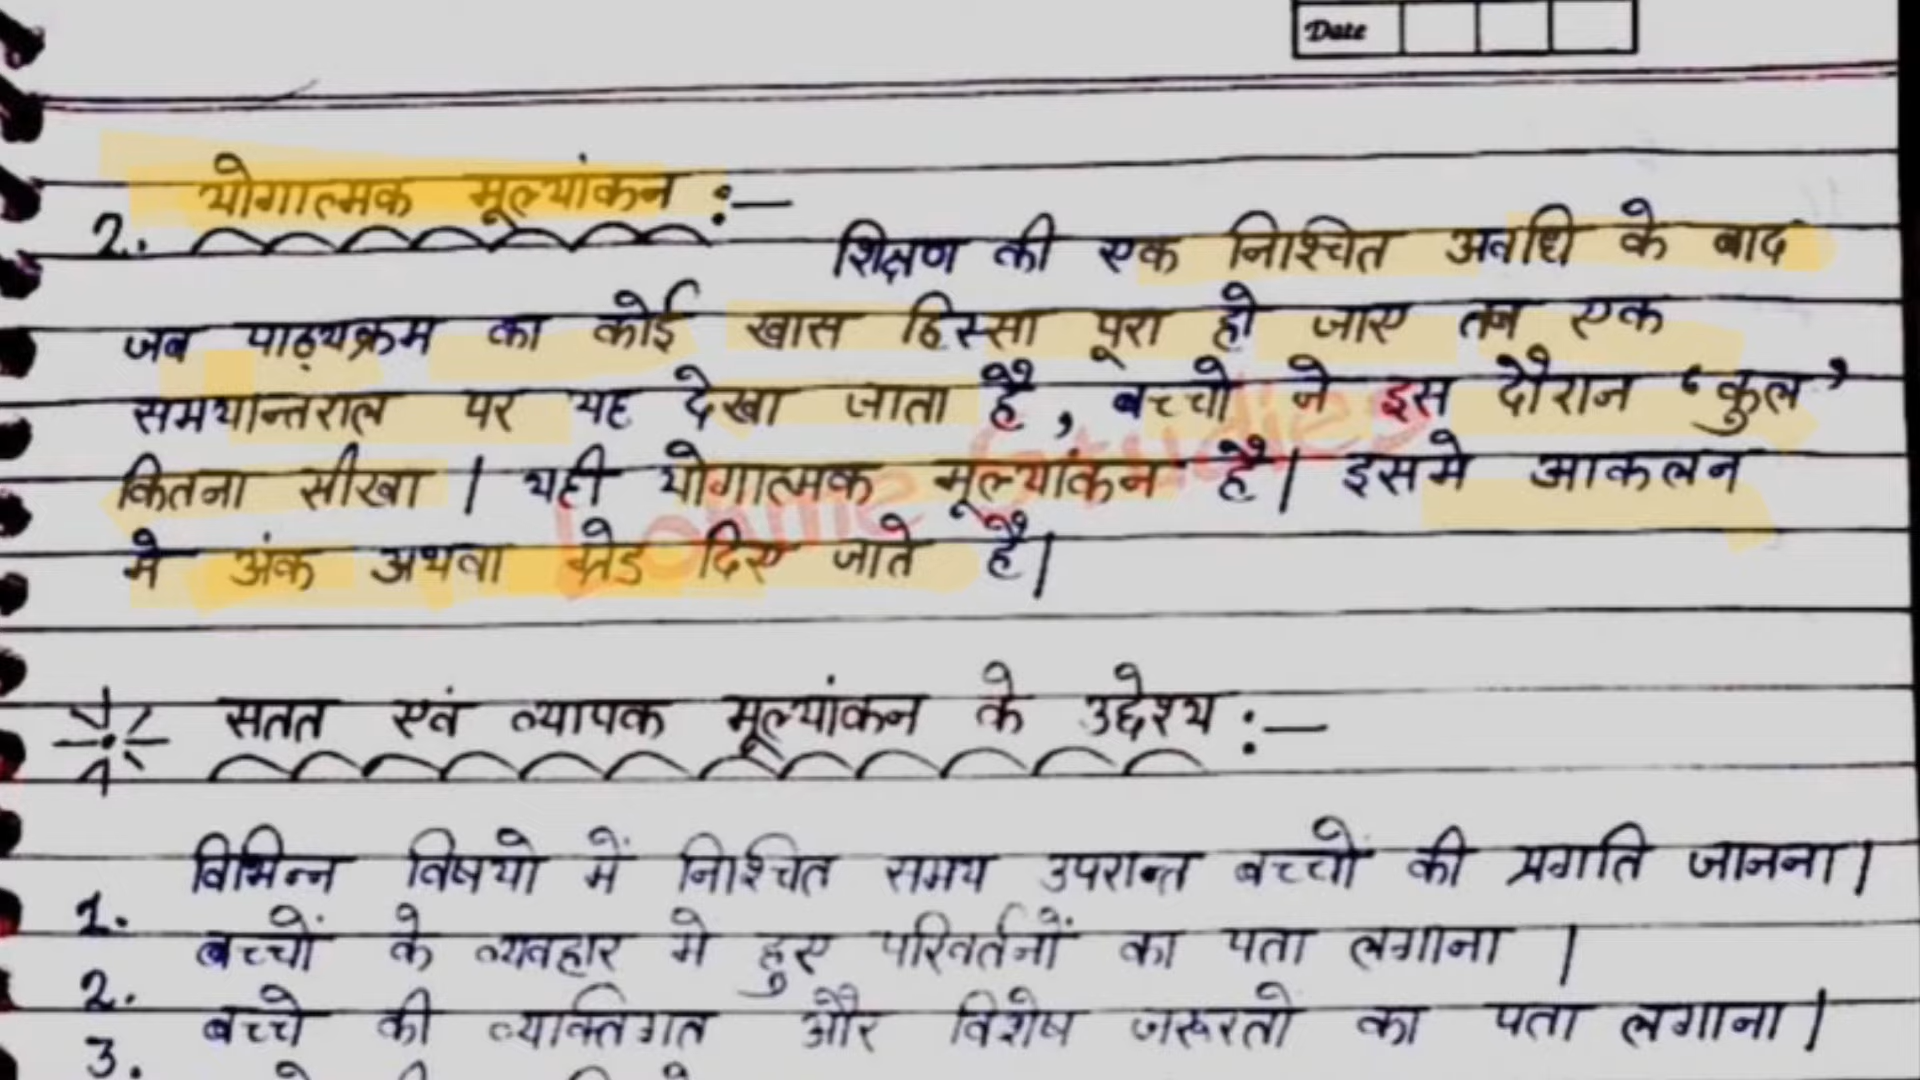 Date
2. योगात्मक मूल्यांकन :—
शिक्षण की एक निश्चित अवधि के बाद
जब पाठ्यक्रम का कोई खास हिस्सा पूरा हो जाए तब एक
समयान्तराल पर यह देखा जाता है, बच्चो ने इस दौरान ‘कुल’
कितना सीखा । यही योगात्मक मूल्यांकन है। इसमे आकलन
मे अंक अथवा ग्रेड दिए जाते है।
सतत एवं व्यापक मूल्यांकन के उद्देश्य :—
1. विभिन्न विषयो में निश्चित समय उपरान्त बच्चों की प्रगति जानना।
2. बच्चों के व्यवहार मे हुए परिवर्तनों का पता लगाना ।
3. बच्चे की व्यक्तिगत और विशेष जरूरतो का पता लगाना।